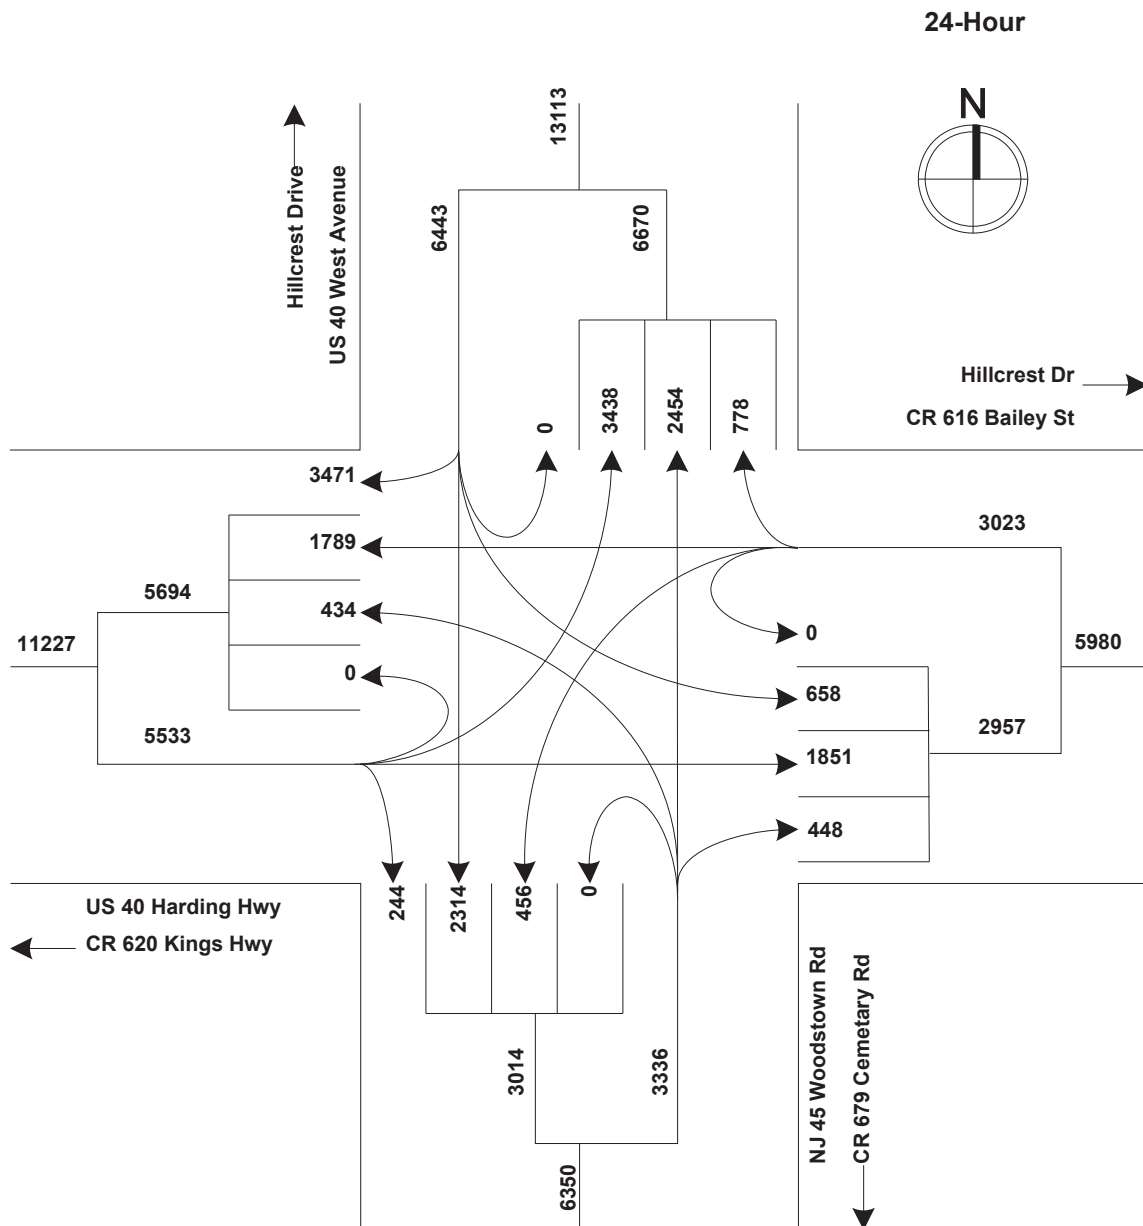 24-Hour
N
13113
Hillcrest Drive
US 40 West Avenue
6443
6670
Hillcrest Dr
CR 616 Bailey St
0
3438
2454
778
3471
3023
1789
5694
434
0
11227
5980
0
658
5533
2957
1851
448
244
2314
456
0
US 40 Harding Hwy
CR 620 Kings Hwy
NJ 45 Woodstown Rd
CR 679 Cemetary Rd
3014
3336
6350